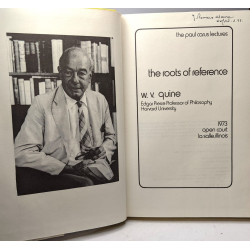 the paul carus lectures
the roots of reference
w. v. quine
Edgar Pierce Professor of Philosophy
Harvard University
1973
open court
la salle, illinois